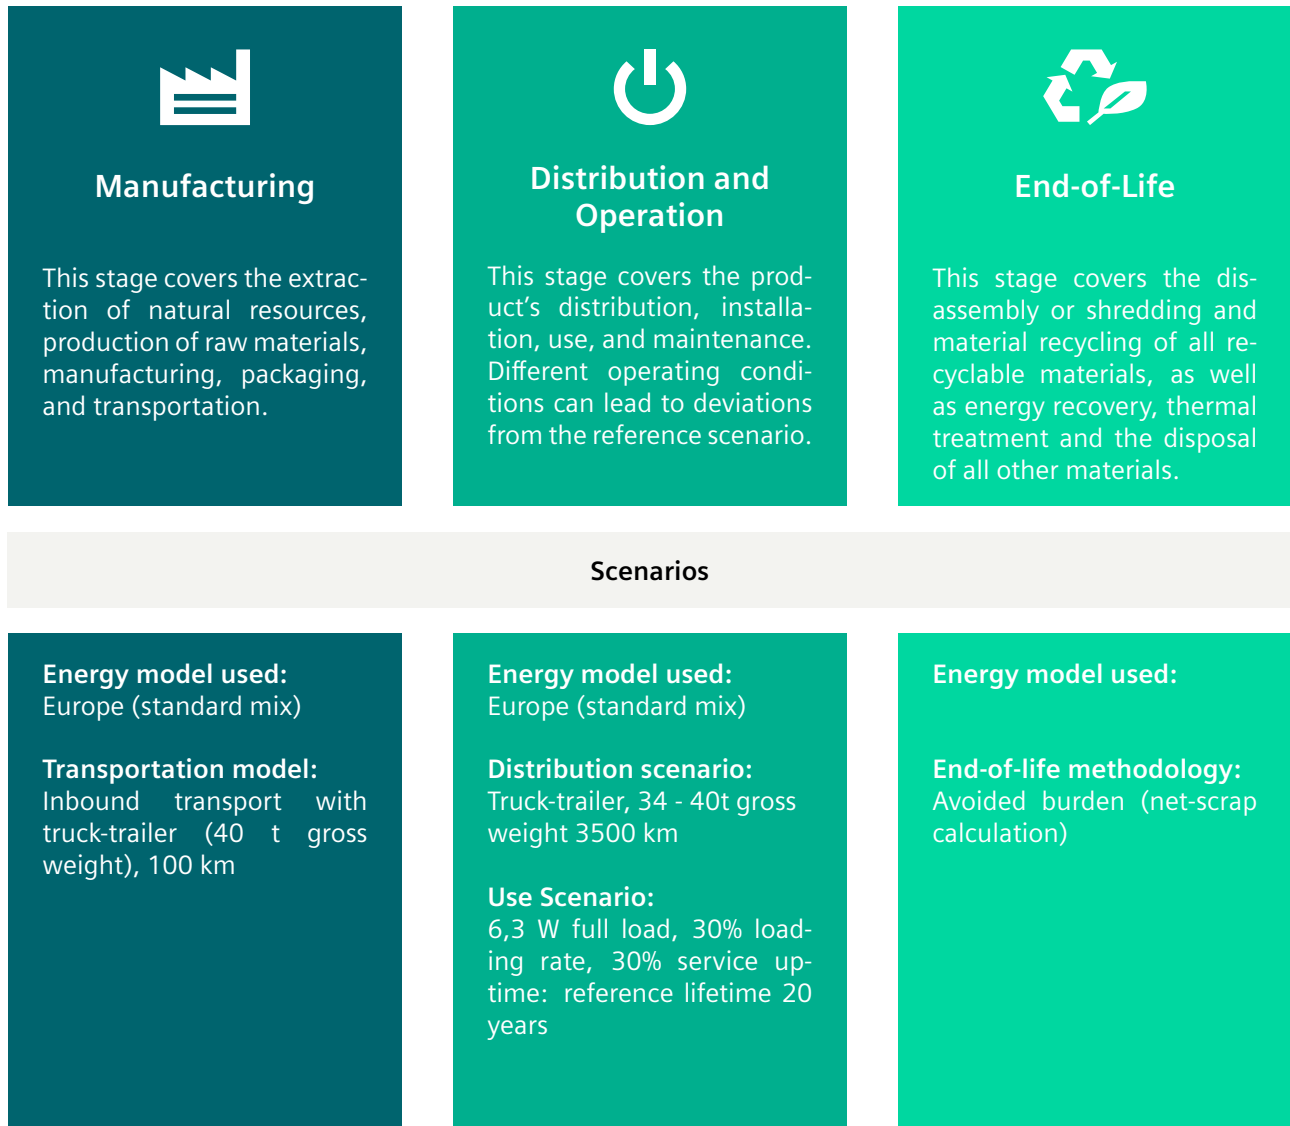 Manufacturing
This stage covers the extrac-
tion of natural resources,
production of raw materials,
manufacturing, packaging,
and transportation.
Distribution and
Operation
This stage covers the prod-
uct's distribution, installa-
tion, use, and maintenance.
Different operating condi-
tions can lead to deviations
from the reference scenario.
End-of-Life
This stage covers the dis-
assembly or shredding and
material recycling of all re-
cyclable materials, as well
as energy recovery, thermal
treatment and the disposal
of all other materials.
Scenarios
Energy model used:
Europe (standard mix)
Transportation model:
Inbound transport with
truck-trailer (40 t gross
weight), 100 km
Energy model used:
Europe (standard mix)
Distribution scenario:
Truck-trailer, 34 - 40t gross
weight 3500 km
Use Scenario:
6,3 W full load, 30% load-
ing rate, 30% service up-
time: reference lifetime 20
years
Energy model used:
End-of-life methodology:
Avoided burden (net-scrap
calculation)